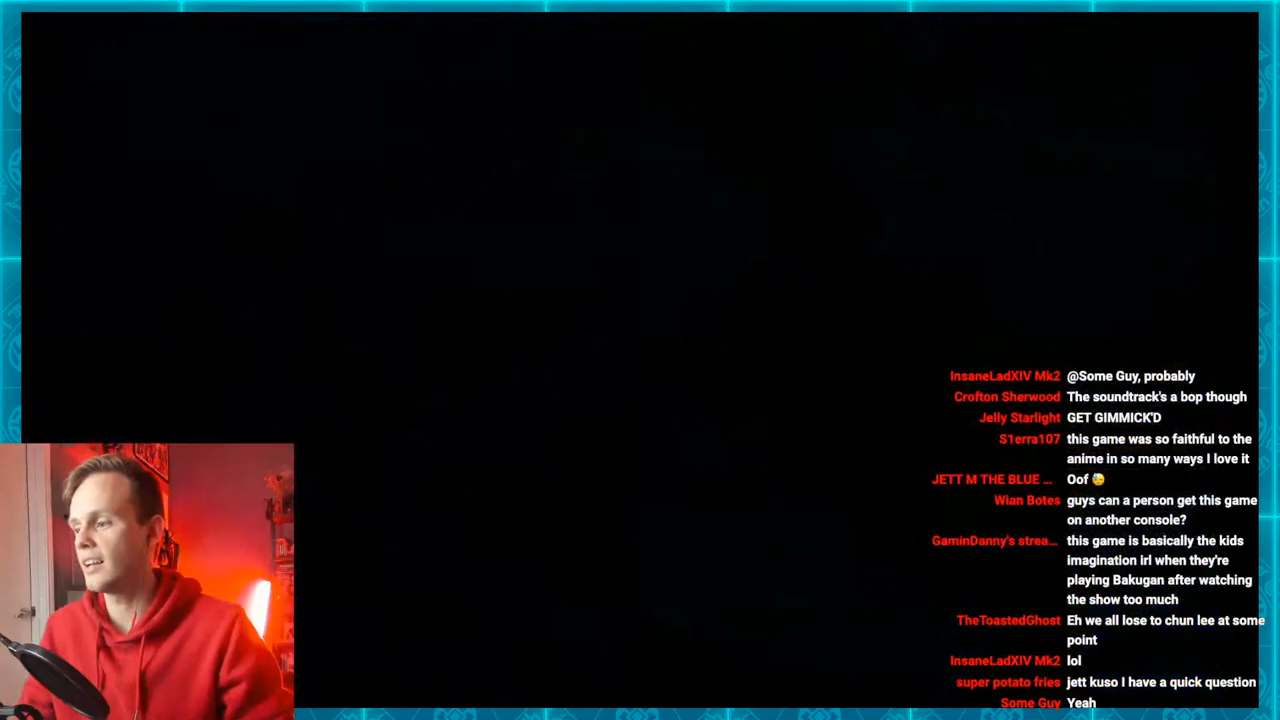 InsaneLadXIV Mk2 @Some Guy, probably
Crofton Sherwood The soundtrack's a bop though
Jelly Starlight GET GIMMICK'D
S1erra107 this game was so faithful to the
anime in so many ways I love it
JETT M THE BLUE ... Oof 😓
Wian Botes guys can a person get this game
on another console?
GaminDanny's strea... this game is basically the kids
imagination irl when they're
playing Bakugan after watching
the show too much
TheToastedGhost Eh we all lose to chun lee at some
point
InsaneLadXIV Mk2 lol
super potato fries jett kuso I have a quick question
Some Guy Yeah